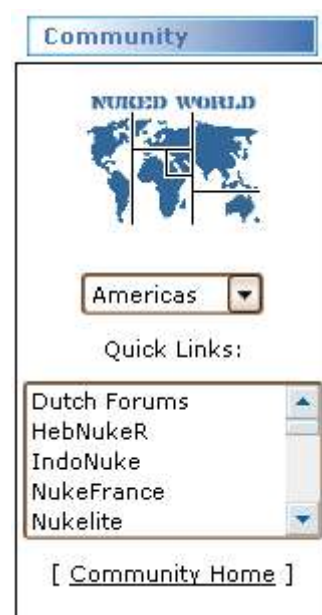 Community
NUKED WORLD
Americas
Quick Links:
Dutch Forums
HebNukeR
IndoNuke
NukeFrance
Nukelite
[ Community Home ]